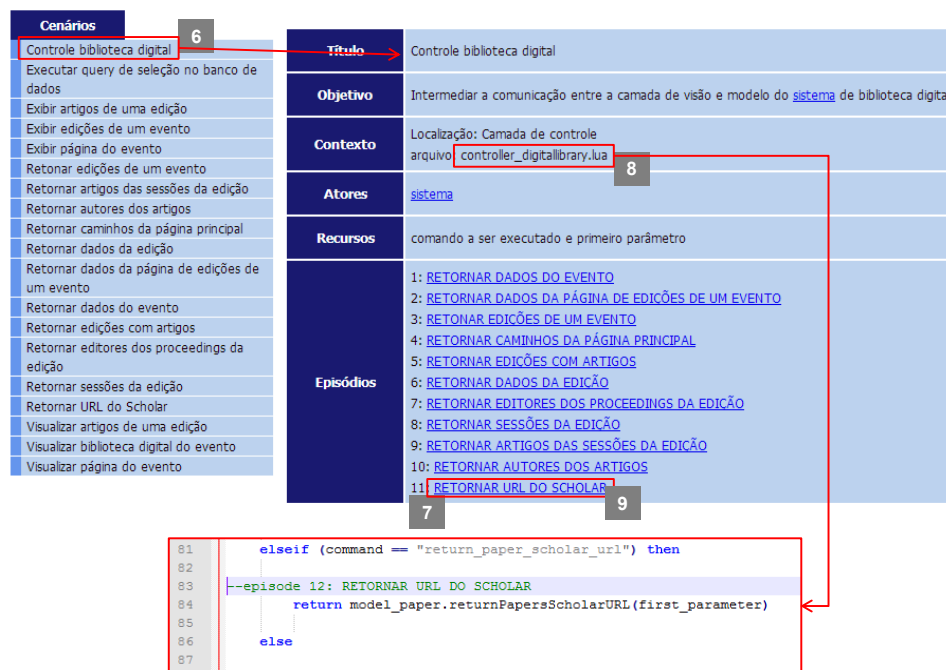 Cenários
6
Controle biblioteca digital
Executar query de seleção no banco de
dados
Exibir artigos de uma edição
Exibir edições de um evento
Exibir página do evento
Retonar edições de um evento
Retornar artigos das sessões da edição
Retornar autores dos artigos
Retornar caminhos da página principal
Retornar dados da edição
Retornar dados da página de edições de
um evento
Retornar dados do evento
Retornar edições com artigos
Retornar editores dos proceedings da
edição
Retornar sessões da edição
Retornar URL do Scholar
Visualizar artigos de uma edição
Visualizar biblioteca digital do evento
Visualizar página do evento
Título Controle biblioteca digital
Objetivo Intermediar a comunicação entre a camada de visão e modelo do sistema de biblioteca digita
Contexto
Localização: Camada de controle
arquivo: controller_digitallibrary.lua
8
Atores sistema
Recursos comando a ser executado e primeiro parâmetro
Episódios
1: RETORNAR DADOS DO EVENTO
2: RETORNAR DADOS DA PÁGINA DE EDIÇÕES DE UM EVENTO
3: RETONAR EDIÇÕES DE UM EVENTO
4: RETORNAR CAMINHOS DA PÁGINA PRINCIPAL
5: RETORNAR EDIÇÕES COM ARTIGOS
6: RETORNAR DADOS DA EDIÇÃO
7: RETORNAR EDITORES DOS PROCEEDINGS DA EDIÇÃO
8: RETORNAR SESSÕES DA EDIÇÃO
9: RETORNAR ARTIGOS DAS SESSÕES DA EDIÇÃO
10: RETORNAR AUTORES DOS ARTIGOS
11: RETORNAR URL DO SCHOLAR
7
9
81 elseif (command == "return_paper_scholar_url") then
82
83 --episode 12: RETORNAR URL DO SCHOLAR
84 return model_paper.returnPapersScholarURL(first_parameter)
85
86 else
87